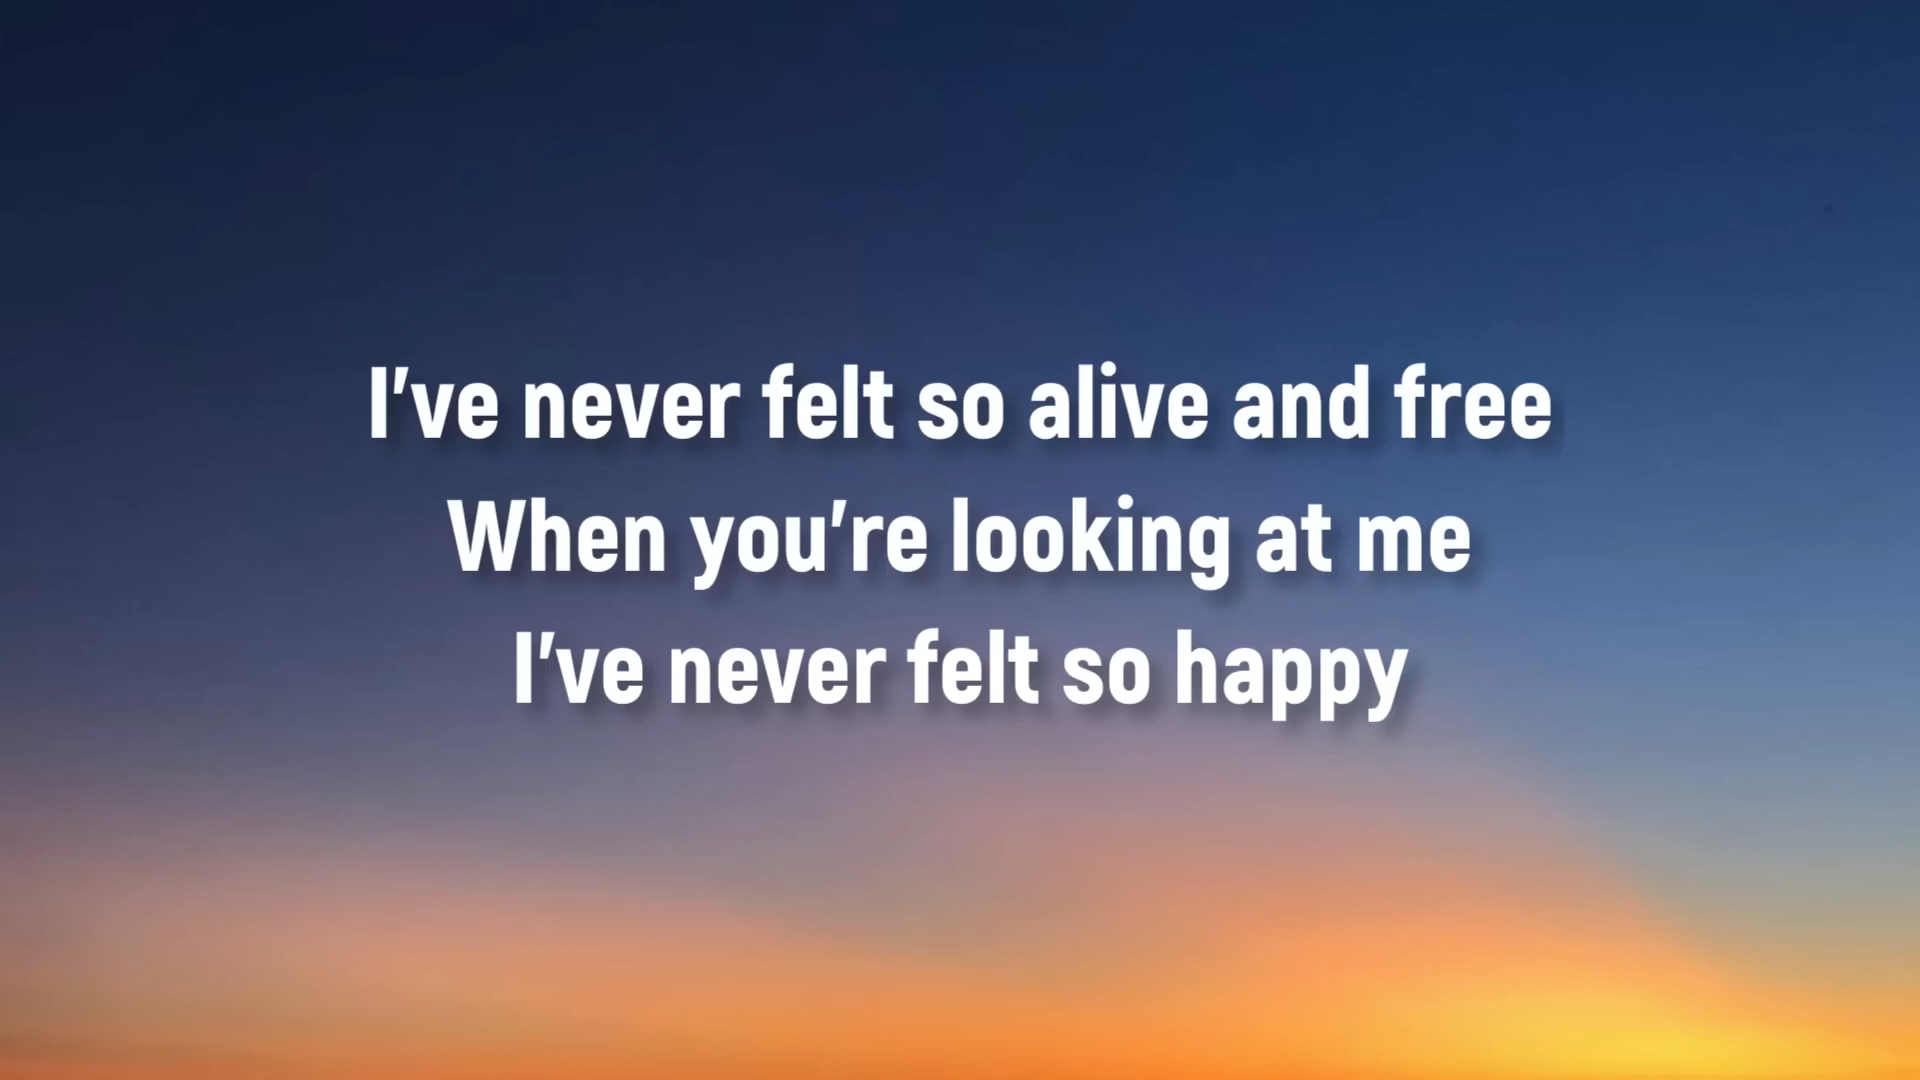 I’ve never felt so alive and free
When you’re looking at me
I’ve never felt so happy